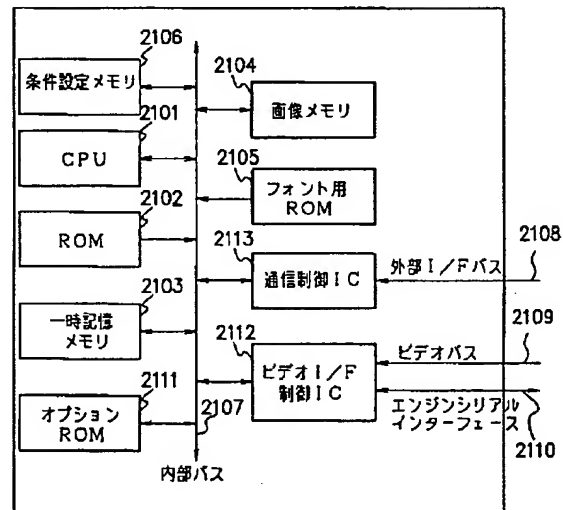 2106
条件設定メモリ
2101
CPU
2102
ROM
2103
一時記憶
メモリ
2111
オプション
ROM
2104
画像メモリ
2105
フォント用
ROM
2113
通信制御IC
2112
ビデオI/F
制御IC
2107
内部バス
外部I/Fバス
2108
ビデオバス
2109
エンジンシリアル
インターフェース
2110